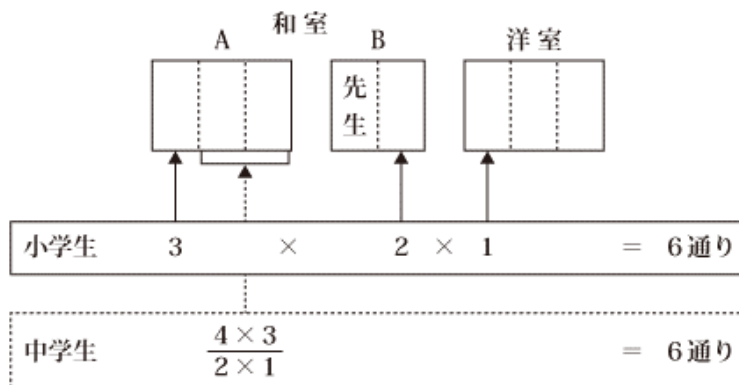 和室
A B 洋室
先生
小学生 3 × 2 × 1 = 6通り
中学生 4×3/2×1 = 6通り